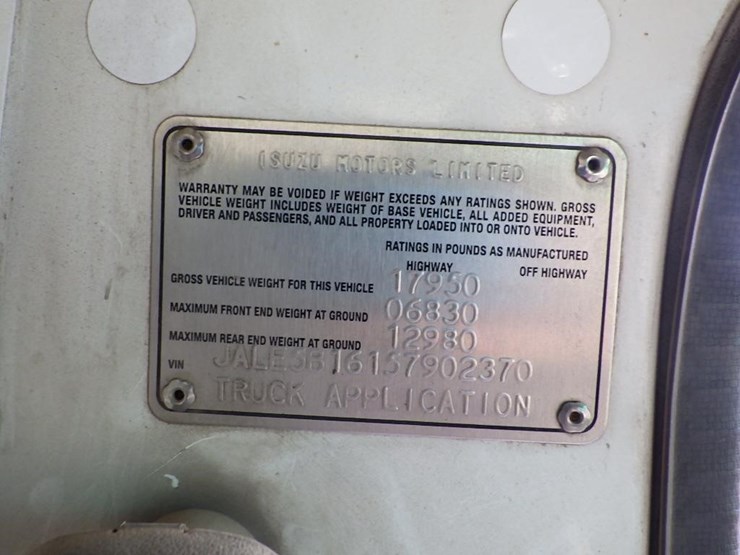 ISUZU MOTORS LIMITED
WARRANTY MAY BE VOIDED IF WEIGHT EXCEEDS ANY RATINGS SHOWN. GROSS
VEHICLE WEIGHT INCLUDES WEIGHT OF BASE VEHICLE, ALL ADDED EQUIPMENT,
DRIVER AND PASSENGERS, AND ALL PROPERTY LOADED INTO OR ONTO VEHICLE.
RATINGS IN POUNDS AS MANUFACTURED
HIGHWAY OFF HIGHWAY
GROSS VEHICLE WEIGHT FOR THIS VEHICLE 17950
MAXIMUM FRONT END WEIGHT AT GROUND 06830
MAXIMUM REAR END WEIGHT AT GROUND 12980
VIN JALE5B16157902370
TRUCK APPLICATION